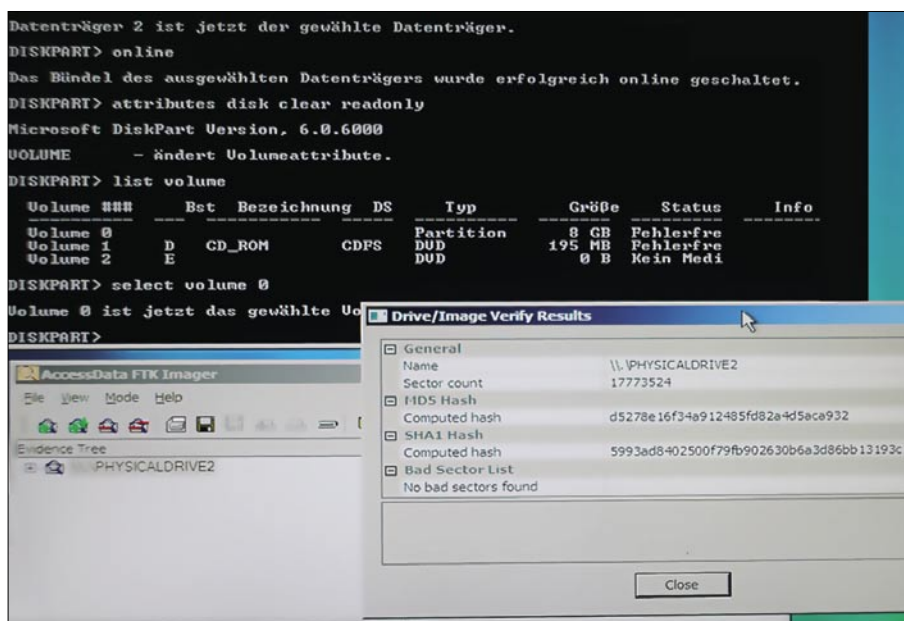 Datenträger 2 ist jetzt der gewählte Datenträger.
DISKPART> online
Das Bündel des ausgewählten Datenträgers wurde erfolgreich online geschaltet.
DISKPART> attributes disk clear readonly
Microsoft DiskPart Version, 6.0.6000
VOLUME - ändert Volumeattribute.
DISKPART> list volume
Volume ### Bst Bezeichnung DS Typ Größe Status Info
Volume 0 Partition 8 GB Fehlerfre
Volume 1 D CD_ROM CDFS DVD 195 MB Fehlerfre
Volume 2 E DVD 0 B Kein Medi
DISKPART> select volume 0
Volume 0 ist jetzt das gewählte Vo
DISKPART>
AccessData FTK Imager
File View Mode Help
Evidence Tree
\\.\PHYSICALDRIVE2
Drive/Image Verify Results
General
Name \\.\PHYSICALDRIVE2
Sector count 17773524
MD5 Hash
Computed hash d5278e16f34a912485fd82a4d5aca932
SHA1 Hash
Computed hash 5993ad8402500f79fb902630b6a3d86bb13193c
Bad Sector List
No bad sectors found
Close